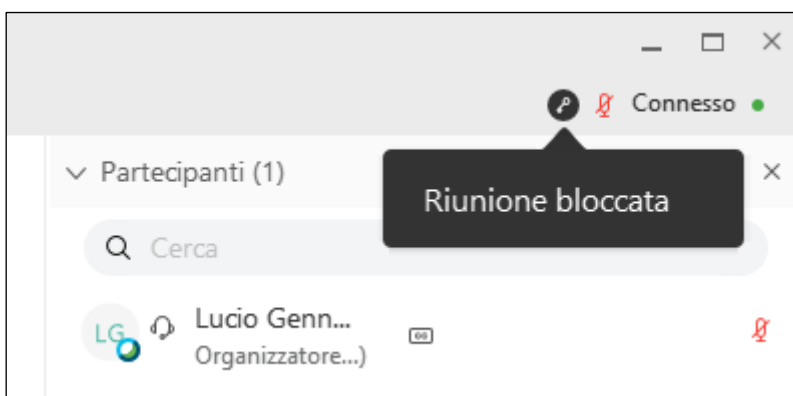 Connesso
Partecipanti (1)
Riunione bloccata
Cerca
LG
Lucio Genn...
Organizzatore...)